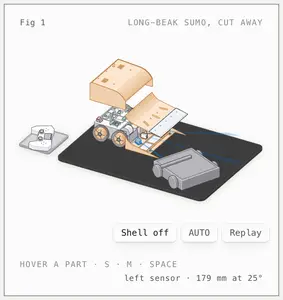 Fig 1
LONG-BEAK SUMO, CUT AWAY
Shell off
AUTO
Replay
HOVER A PART · S · M · SPACE
left sensor · 179 mm at 25°